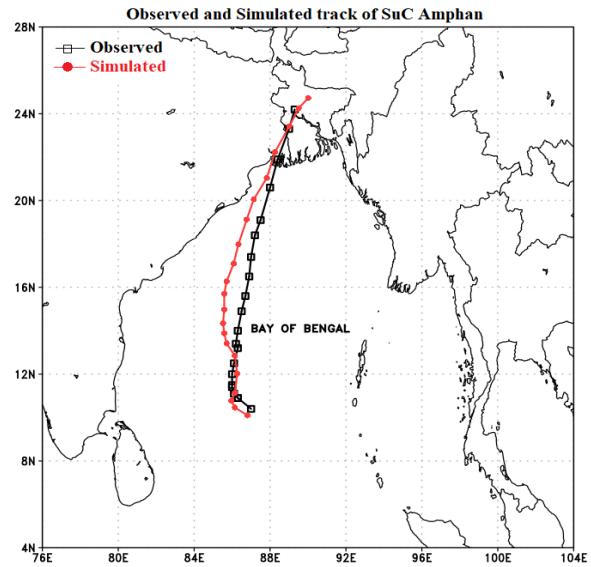 Observed and Simulated track of SuC Amphan
28N
Observed
Simulated
24N
20N
16N
BAY OF BENGAL
12N
8N
4N
76E 80E 84E 88E 92E 96E 100E 104E